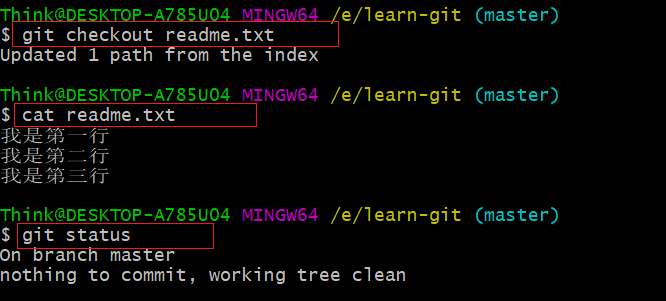 Think@DESKTOP-A785UO4 MINGW64 /e/learn-git (master)
$ git checkout readme.txt
Updated 1 path from the index
Think@DESKTOP-A785UO4 MINGW64 /e/learn-git (master)
$ cat readme.txt
我是第一行
我是第二行
我是第三行
Think@DESKTOP-A785UO4 MINGW64 /e/learn-git (master)
$ git status
On branch master
nothing to commit, working tree clean